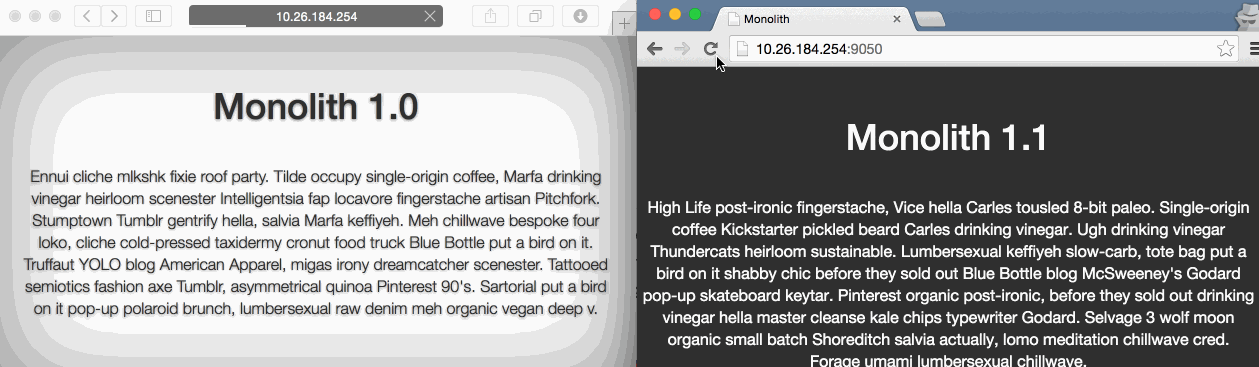 10.26.184.254
Monolith 1.0
Ennui cliche mlkshk fixie roof party. Tilde occupy single-origin coffee, Marfa drinking
vinegar heirloom scenester Intelligentsia fap locavore fingerstache artisan Pitchfork.
Stumptown Tumblr gentrify hella, salvia Marfa keffiyeh. Meh chillwave bespoke four
loko, cliche cold-pressed taxidermy cronut food truck Blue Bottle put a bird on it.
Truffaut YOLO blog American Apparel, migas irony dreamcatcher scenester. Tattooed
semiotics fashion axe Tumblr, asymmetrical quinoa Pinterest 90's. Sartorial put a bird
on it pop-up polaroid brunch, lumbersexual raw denim meh organic vegan deep v.
Monolith
10.26.184.254:9050
Monolith 1.1
High Life post-ironic fingerstache, Vice hella Carles tousled 8-bit paleo. Single-origin
coffee Kickstarter pickled beard Carles drinking vinegar. Ugh drinking vinegar
Thundercats heirloom sustainable. Lumbersexual keffiyeh slow-carb, tote bag put a
bird on it shabby chic before they sold out Blue Bottle blog McSweeney's Godard
pop-up skateboard keytar. Pinterest organic post-ironic, before they sold out drinking
vinegar hella master cleanse kale chips typewriter Godard. Selvage 3 wolf moon
organic small batch Shoreditch salvia actually, lomo meditation chillwave cred.
Forage umami lumbersexual chillwave.